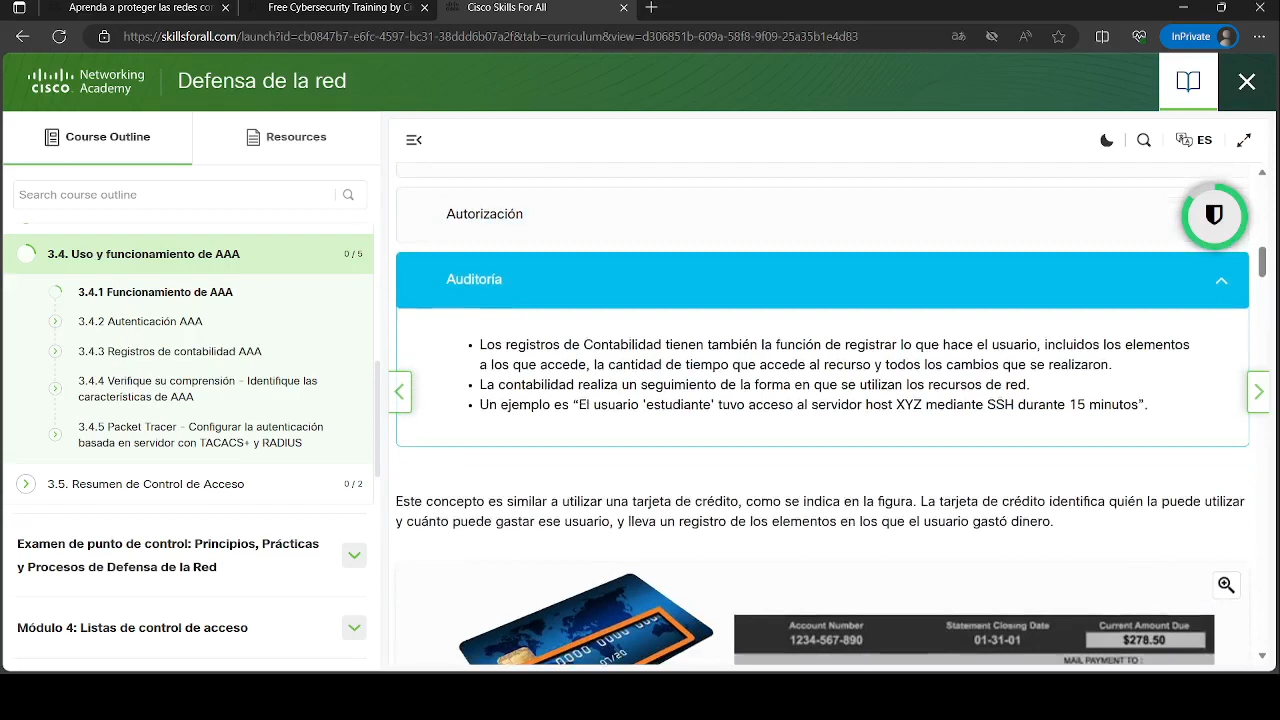 Aprenda a proteger las redes cor
Free Cybersecurity Training by Ci
Cisco Skills For All
https://skillsforall.com/launch?id=cb0847b7-e6fc-4597-bc31-38ddd6b07a2f&tab=curriculum&view=d306851b-609a-58f8-9f09-25a35b1e4d83
InPrivate
cisco
Networking
Academy
Defensa de la red
Course Outline
Resources
ES
Search course outline
3.4. Uso y funcionamiento de AAA
0 / 5
3.4.1 Funcionamiento de AAA
3.4.2 Autenticación AAA
3.4.3 Registros de contabilidad AAA
3.4.4 Verifique su comprensión - Identifique las
características de AAA
3.4.5 Packet Tracer - Configurar la autenticación
basada en servidor con TACACS+ y RADIUS
3.5. Resumen de Control de Acceso
0 / 2
Examen de punto de control: Principios, Prácticas
y Procesos de Defensa de la Red
Módulo 4: Listas de control de acceso
Autorización
Auditoría
• Los registros de Contabilidad tienen también la función de registrar lo que hace el usuario, incluidos los elementos
a los que accede, la cantidad de tiempo que accede al recurso y todos los cambios que se realizaron.
• La contabilidad realiza un seguimiento de la forma en que se utilizan los recursos de red.
• Un ejemplo es “El usuario 'estudiante' tuvo acceso al servidor host XYZ mediante SSH durante 15 minutos”.
Este concepto es similar a utilizar una tarjeta de crédito, como se indica en la figura. La tarjeta de crédito identifica quién la puede utilizar
y cuánto puede gastar ese usuario, y lleva un registro de los elementos en los que el usuario gastó dinero.
0000 0000 000
01/20
Account Number
Statement Closing Date
Current Amount Due
1234-567-890
01-31-01
$278.50
MAIL PAYMENT TO :